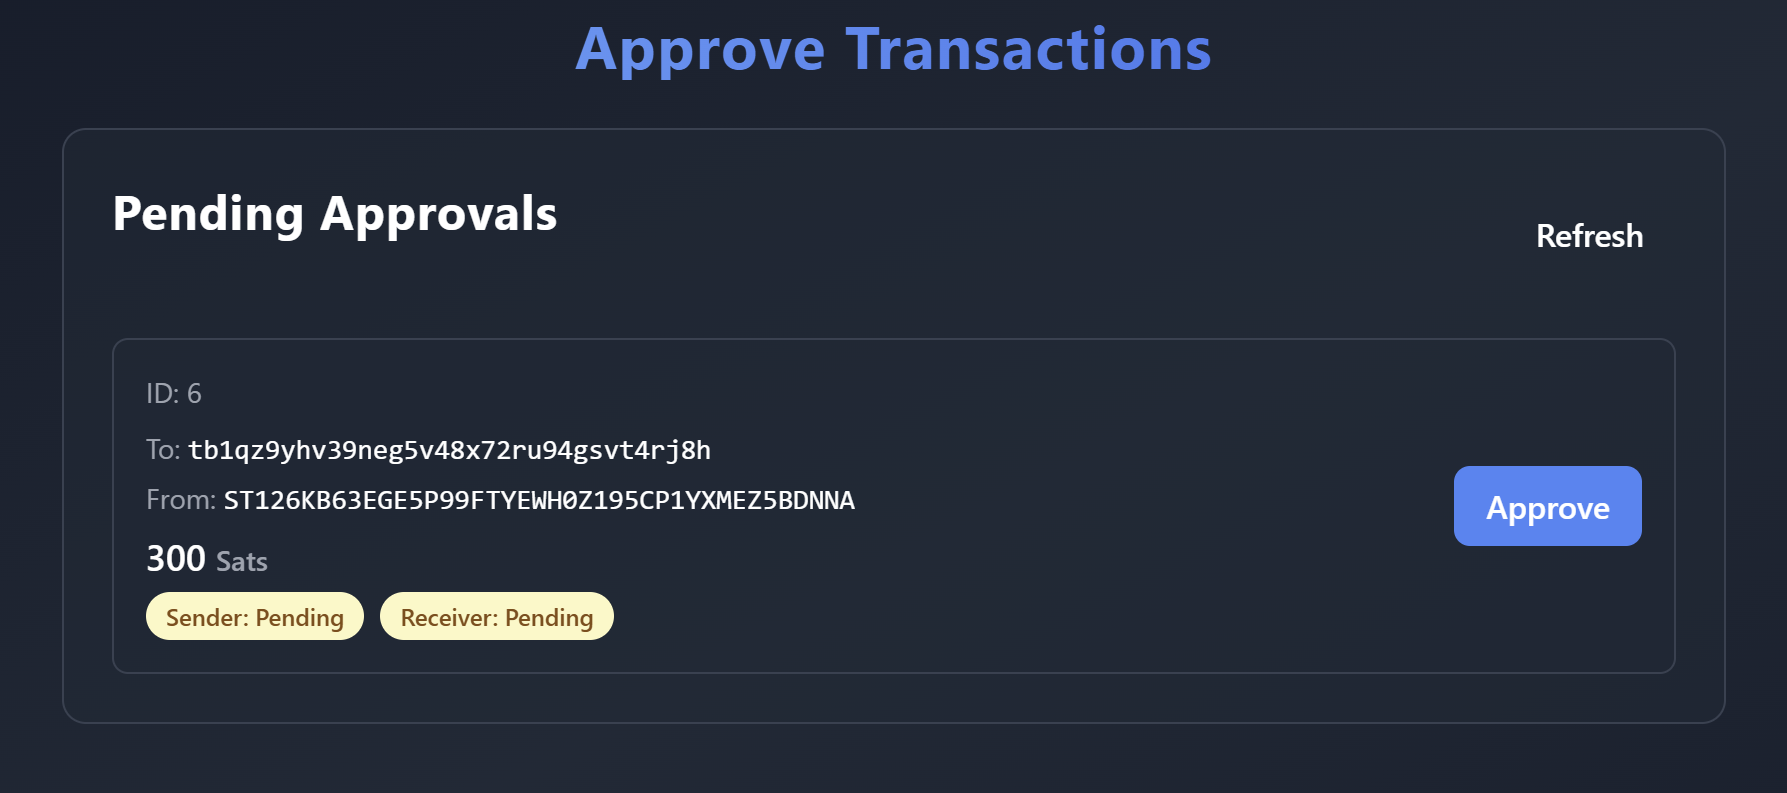 Approve Transactions
Pending Approvals
Refresh
ID: 6
To: tb1qz9yhv39neg5v48x72ru94gsvt4rj8h
From: ST126KB63EGE5P99FTYEWH0Z195CP1YXMEZ5BDNNA
300 Sats
Sender: Pending
Receiver: Pending
Approve